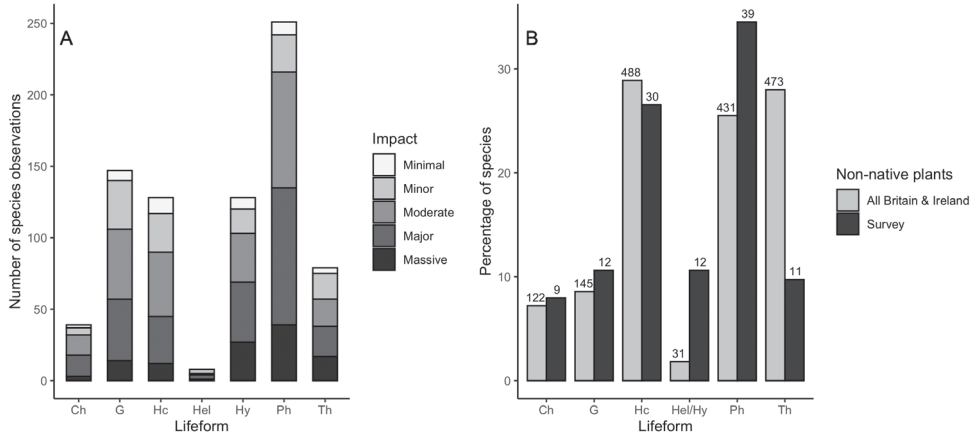 A
Number of species observations
250
200
150
100
50
0
Ch G Hc Hel Hy Ph Th
Lifeform
Impact
Minimal
Minor
Moderate
Major
Massive
B
Percentage of species
30
20
10
0
122 9 145 12 488 30 31 12 431 39 473 11
Ch G Hc Hel/Hy Ph Th
Lifeform
Non-native plants
All Britain & Ireland
Survey